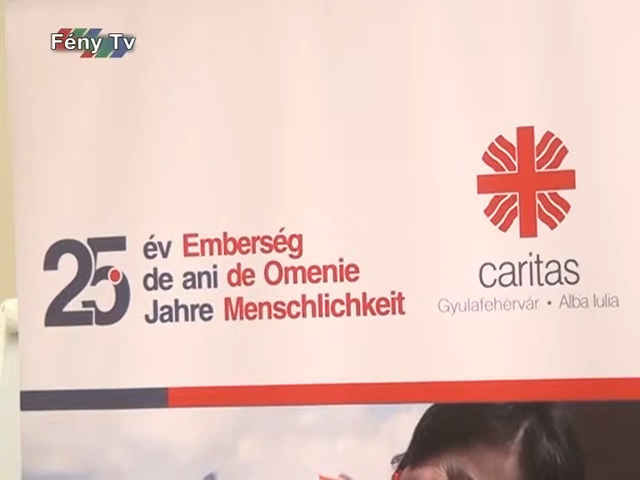 Fény Tv
25 év Emberség
de ani de Omenie
Jahre Menschlichkeit
caritas
Gyulafehérvár • Alba Iulia